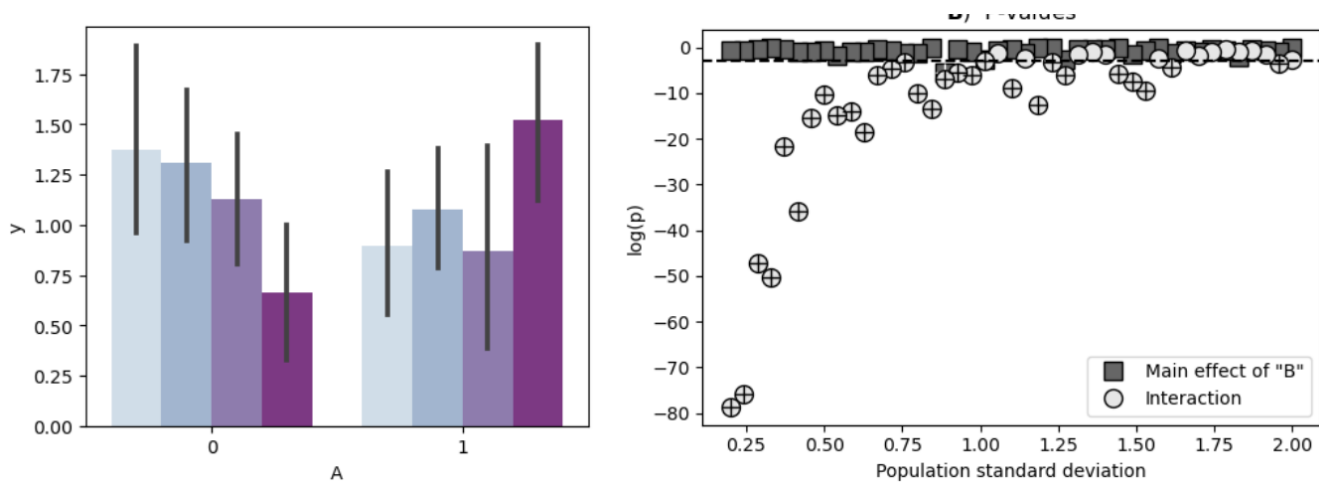 B) P-values
1.75
1.50
1.25
1.00
0.75
0.50
0.25
0.00
y
0 1
A
0
−10
−20
−30
−40
−50
−60
−70
−80
log(p)
Main effect of "B"
Interaction
0.25 0.50 0.75 1.00 1.25 1.50 1.75 2.00
Population standard deviation